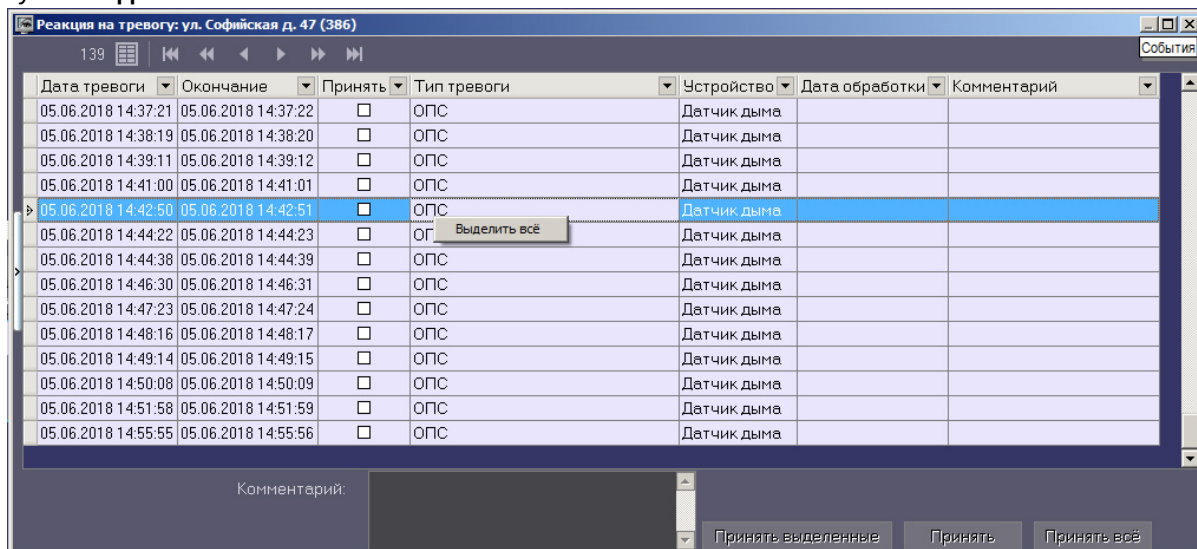 Реакция на тревогу: ул. Софийская д. 47 (386)
139
События
Дата тревоги Окончание Принять Тип тревоги Устройство Дата обработки Комментарий
05.06.2018 14:37:21 05.06.2018 14:37:22 ОПС Датчик дыма
05.06.2018 14:38:19 05.06.2018 14:38:20 ОПС Датчик дыма
05.06.2018 14:39:11 05.06.2018 14:39:12 ОПС Датчик дыма
05.06.2018 14:41:00 05.06.2018 14:41:01 ОПС Датчик дыма
05.06.2018 14:42:50 05.06.2018 14:42:51 ОПС Датчик дыма
Выделить всё
05.06.2018 14:44:22 05.06.2018 14:44:23 Датчик дыма
05.06.2018 14:44:38 05.06.2018 14:44:39 ОПС Датчик дыма
05.06.2018 14:46:30 05.06.2018 14:46:31 ОПС Датчик дыма
05.06.2018 14:47:23 05.06.2018 14:47:24 ОПС Датчик дыма
05.06.2018 14:48:16 05.06.2018 14:48:17 ОПС Датчик дыма
05.06.2018 14:49:14 05.06.2018 14:49:15 ОПС Датчик дыма
05.06.2018 14:50:08 05.06.2018 14:50:09 ОПС Датчик дыма
05.06.2018 14:51:58 05.06.2018 14:51:59 ОПС Датчик дыма
05.06.2018 14:55:55 05.06.2018 14:55:56 ОПС Датчик дыма
Комментарий:
Принять выделенные Принять Принять всё